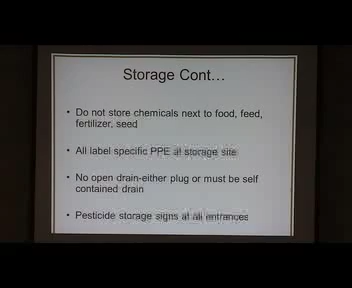 Storage Cont...
• Do not store chemicals next to food, feed,
fertilizer, seed
• All label specific PPE at storage site
• No open drain-either plug or must be self
contained drain
• Pesticide storage signs at all entrances